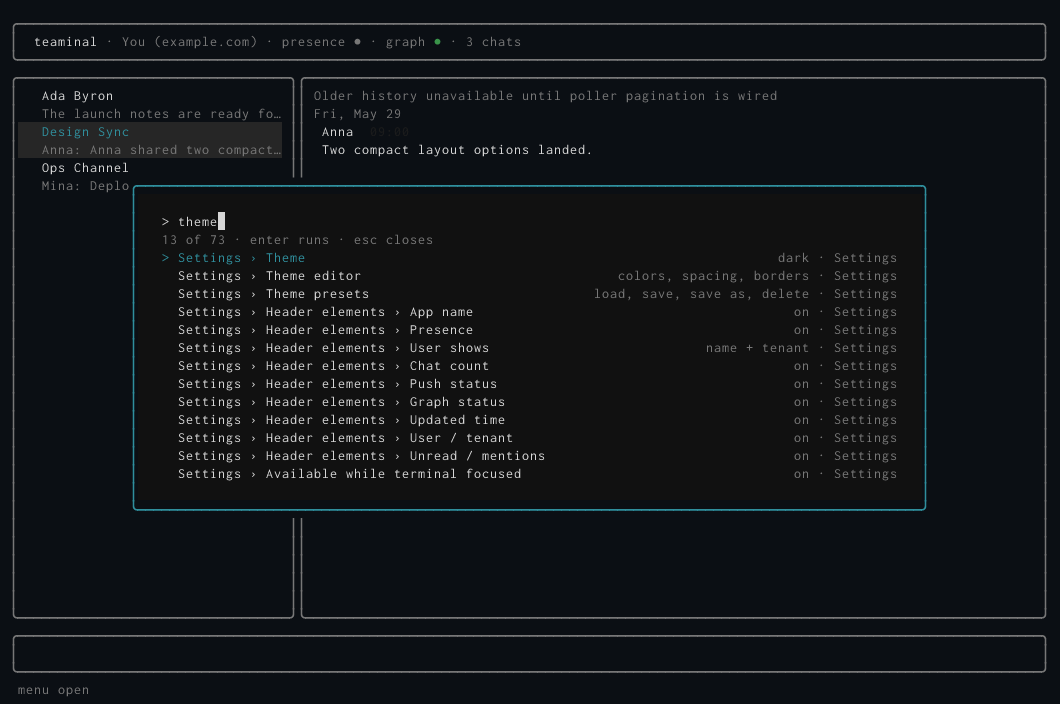 teaminal · You (example.com) · presence ● · graph ● · 3 chats
Ada Byron
The launch notes are ready fo…
Design Sync
Anna: Anna shared two compact…
Ops Channel
Mina: Deplo
Older history unavailable until poller pagination is wired
Fri, May 29
Anna 09:00
Two compact layout options landed.
> theme
13 of 73 · enter runs · esc closes
> Settings › Theme dark · Settings
Settings › Theme editor colors, spacing, borders · Settings
Settings › Theme presets load, save, save as, delete · Settings
Settings › Header elements › App name on · Settings
Settings › Header elements › Presence on · Settings
Settings › Header elements › User shows name + tenant · Settings
Settings › Header elements › Chat count on · Settings
Settings › Header elements › Push status on · Settings
Settings › Header elements › Graph status on · Settings
Settings › Header elements › Updated time on · Settings
Settings › Header elements › User / tenant on · Settings
Settings › Header elements › Unread / mentions on · Settings
Settings › Available while terminal focused on · Settings
menu open